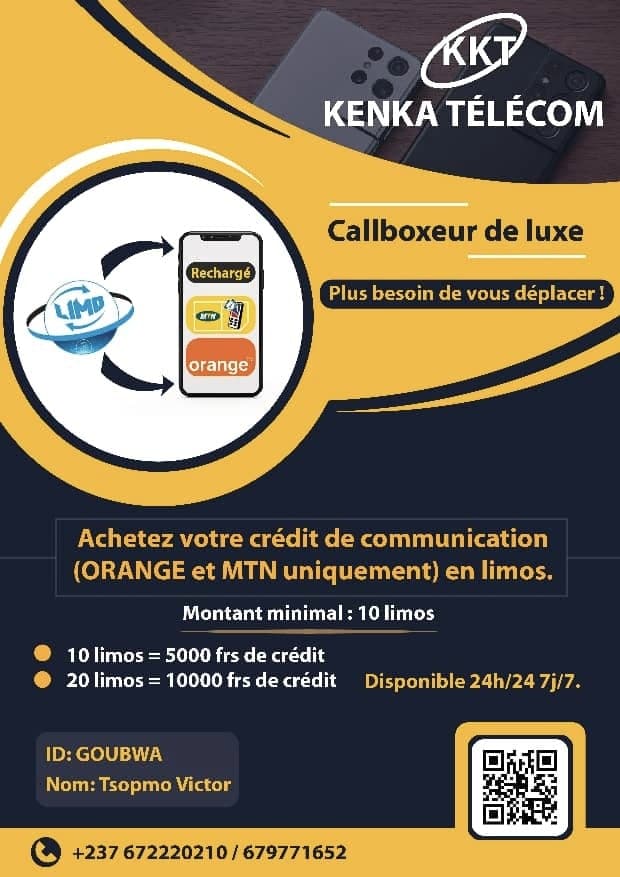 KKT
KENKA TÉLÉCOM
Callboxeur de luxe
Plus besoin de vous déplacer !
LIMO
Rechargé
MTN
orange
Achetez votre crédit de communication
(ORANGE et MTN uniquement) en limos.
Montant minimal : 10 limos
10 limos = 5000 frs de crédit
20 limos = 10000 frs de crédit
Disponible 24h/24 7j/7.
ID: GOUBWA
Nom: Tsopmo Victor
+237 672220210 / 679771652